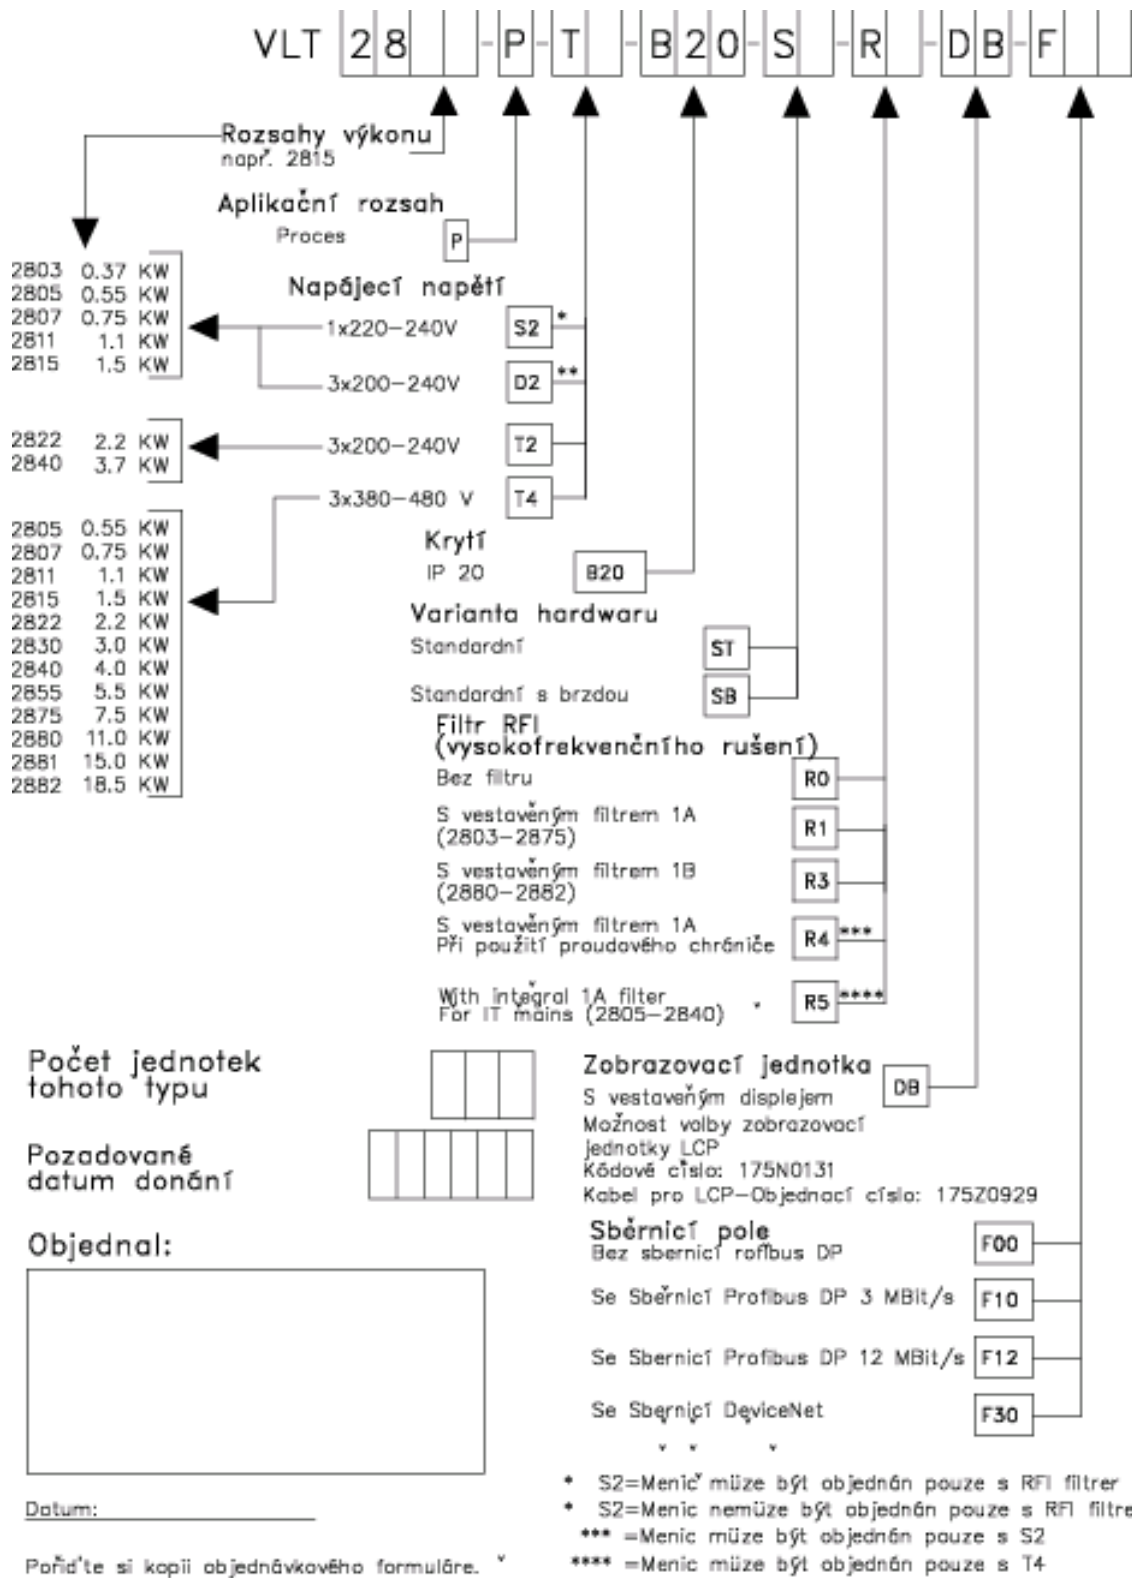 VLT 28 -P-T -B20-S -R -DB-F
Rozsahy výkonu
např. 2815
Aplikační rozsah
Proces P
2803 0.37 KW
2805 0.55 KW
2807 0.75 KW
2811 1.1 KW
2815 1.5 KW
Napájecí napětí
1x220-240V S2 *
3x200-240V D2 **
2822 2.2 KW
2840 3.7 KW
3x200-240V T2
3x380-480 V T4
2805 0.55 KW
2807 0.75 KW
2811 1.1 KW
2815 1.5 KW
2822 2.2 KW
2830 3.0 KW
2840 4.0 KW
2855 5.5 KW
2875 7.5 KW
2880 11.0 KW
2881 15.0 KW
2882 18.5 KW
Krytí
IP 20 B20
Varianta hardwaru
Standardní ST
Standardní s brzdou SB
Filtr RFI
(vysokofrekvenčního rušení)
Bez filtru R0
S vestavěným filtrem 1A
(2803-2875) R1
S vestavěným filtrem 1B
(2880-2882) R3
S vestavěným filtrem 1A
Při použití proudového chrániče R4 ***
With integral 1A filter
For IT mains (2805-2840) R5 ****
Počet jednotek
tohoto typu
Pozadované
datum donání
Objednal:
Datum:
Pořiďte si kopii objednávkového formuláre.
Zobrazovací jednotka
S vestaveňým displejem DB
Možnost volby zobrazovací
jednotky LCP
Kódové číslo: 175N0131
Kabel pro LCP-Objednací císlo: 175Z0929
Sběrnicí pole
Bez sbernicí rofibus DP F00
Se Sběrnicí Profibus DP 3 MBit/s F10
Se Sbernicí Profibus DP 12 MBit/s F12
Se Sbernicí DeviceNet F30
* S2=Menic müze být objednán pouze s RFI filtrer
* S2=Menic nemüze být objednán pouze s RFI filtre
*** =Menic müze být objednán pouze s S2
**** =Menic müze být objednán pouze s T4